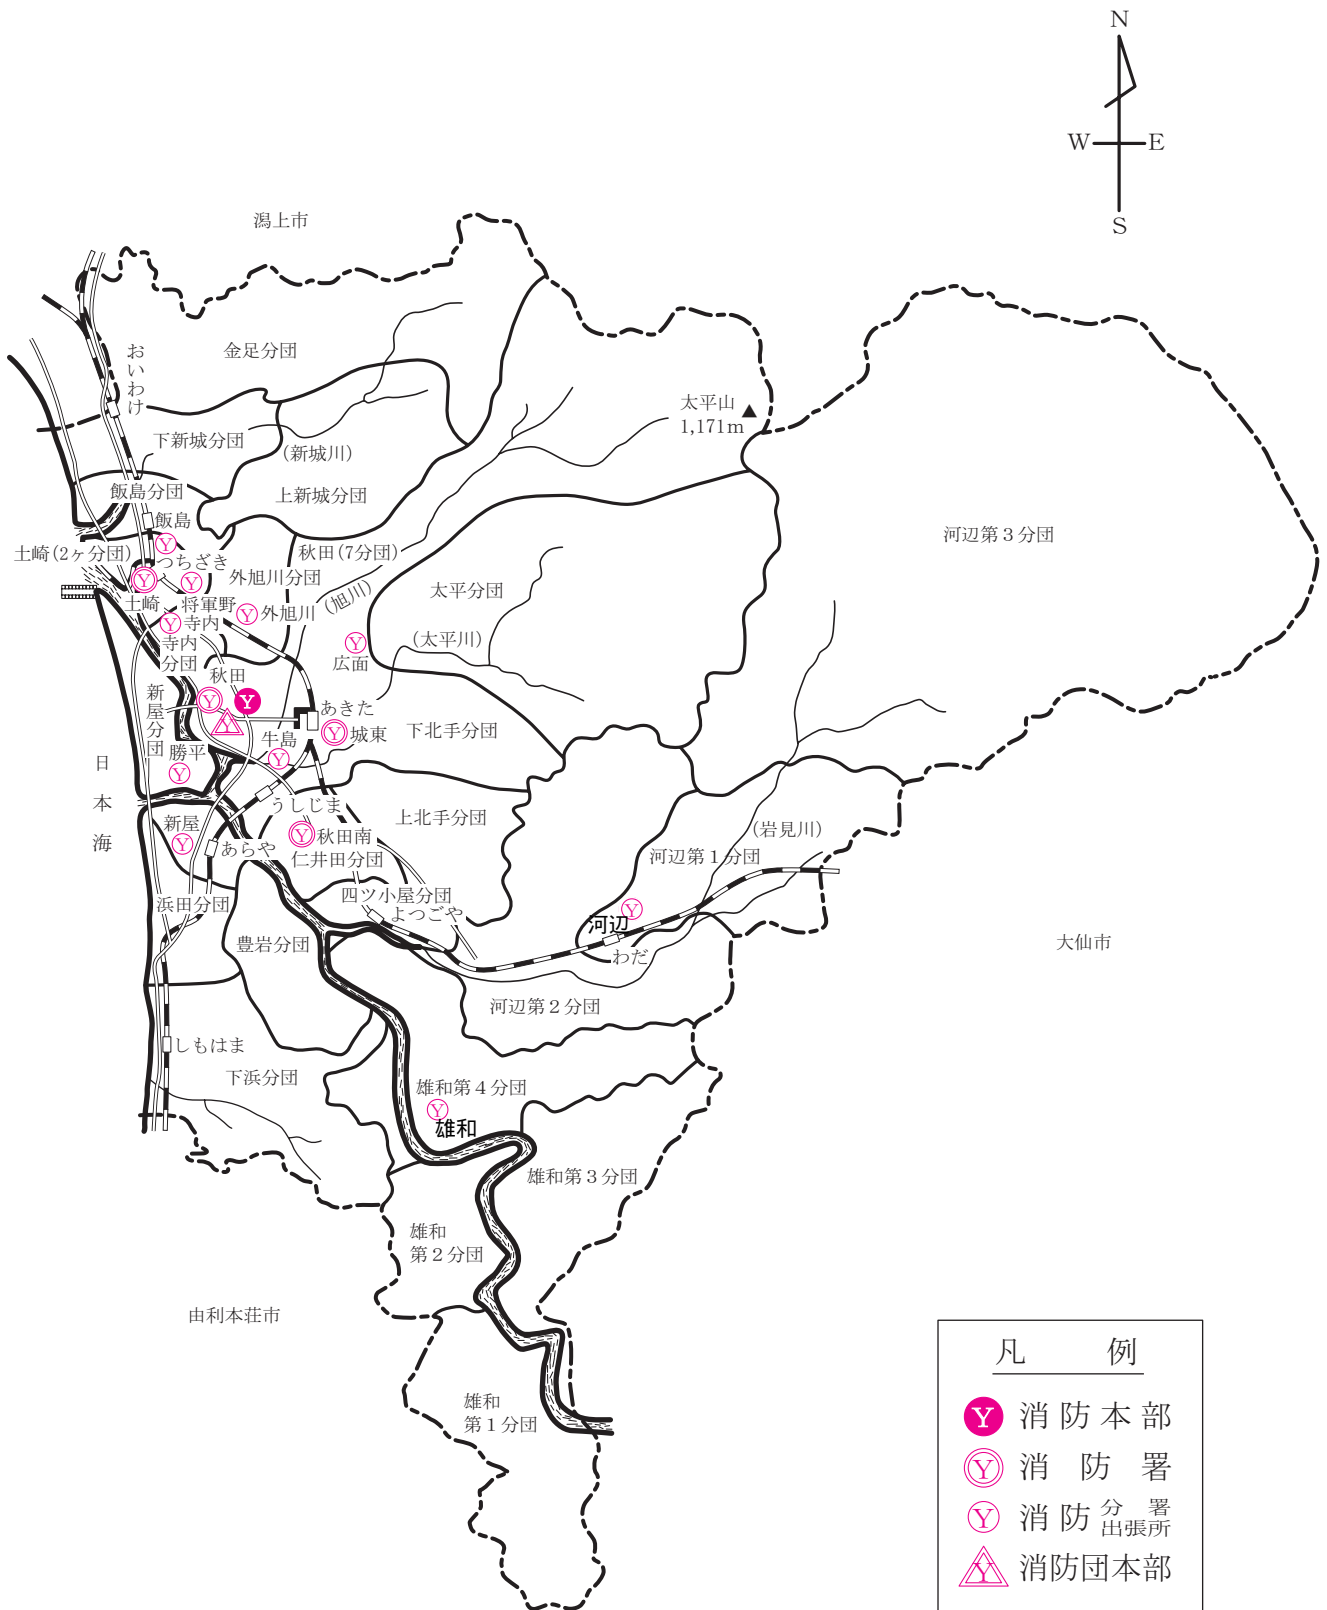 N
W
E
S
潟上市
金足分団
おいわけ
太平山
1,171m
下新城分団
(新城川)
飯島分団
上新城分団
飯島
土崎(2ヶ分団)
秋田(7分団)
河辺第3分団
つちざき
外旭川分団
太平分団
土崎
将軍野
外旭川
(旭川)
寺内
寺内
分団
(太平川)
広面
秋田
新屋分団
あきた
城東
下北手分団
牛島
勝平
日本海
うしじま
上北手分団
(岩見川)
新屋
あらや
秋田南
仁井田分団
河辺第1分団
浜田分団
四ツ小屋分団
よつごや
河辺
わだ
豊岩分団
大仙市
河辺第2分団
しもはま
下浜分団
雄和第4分団
雄和
雄和第3分団
雄和
第2分団
由利本荘市
雄和
第1分団
凡 例
Y 消防本部
Y 消防署
Y 消防 分署
出張所
Y 消防団本部